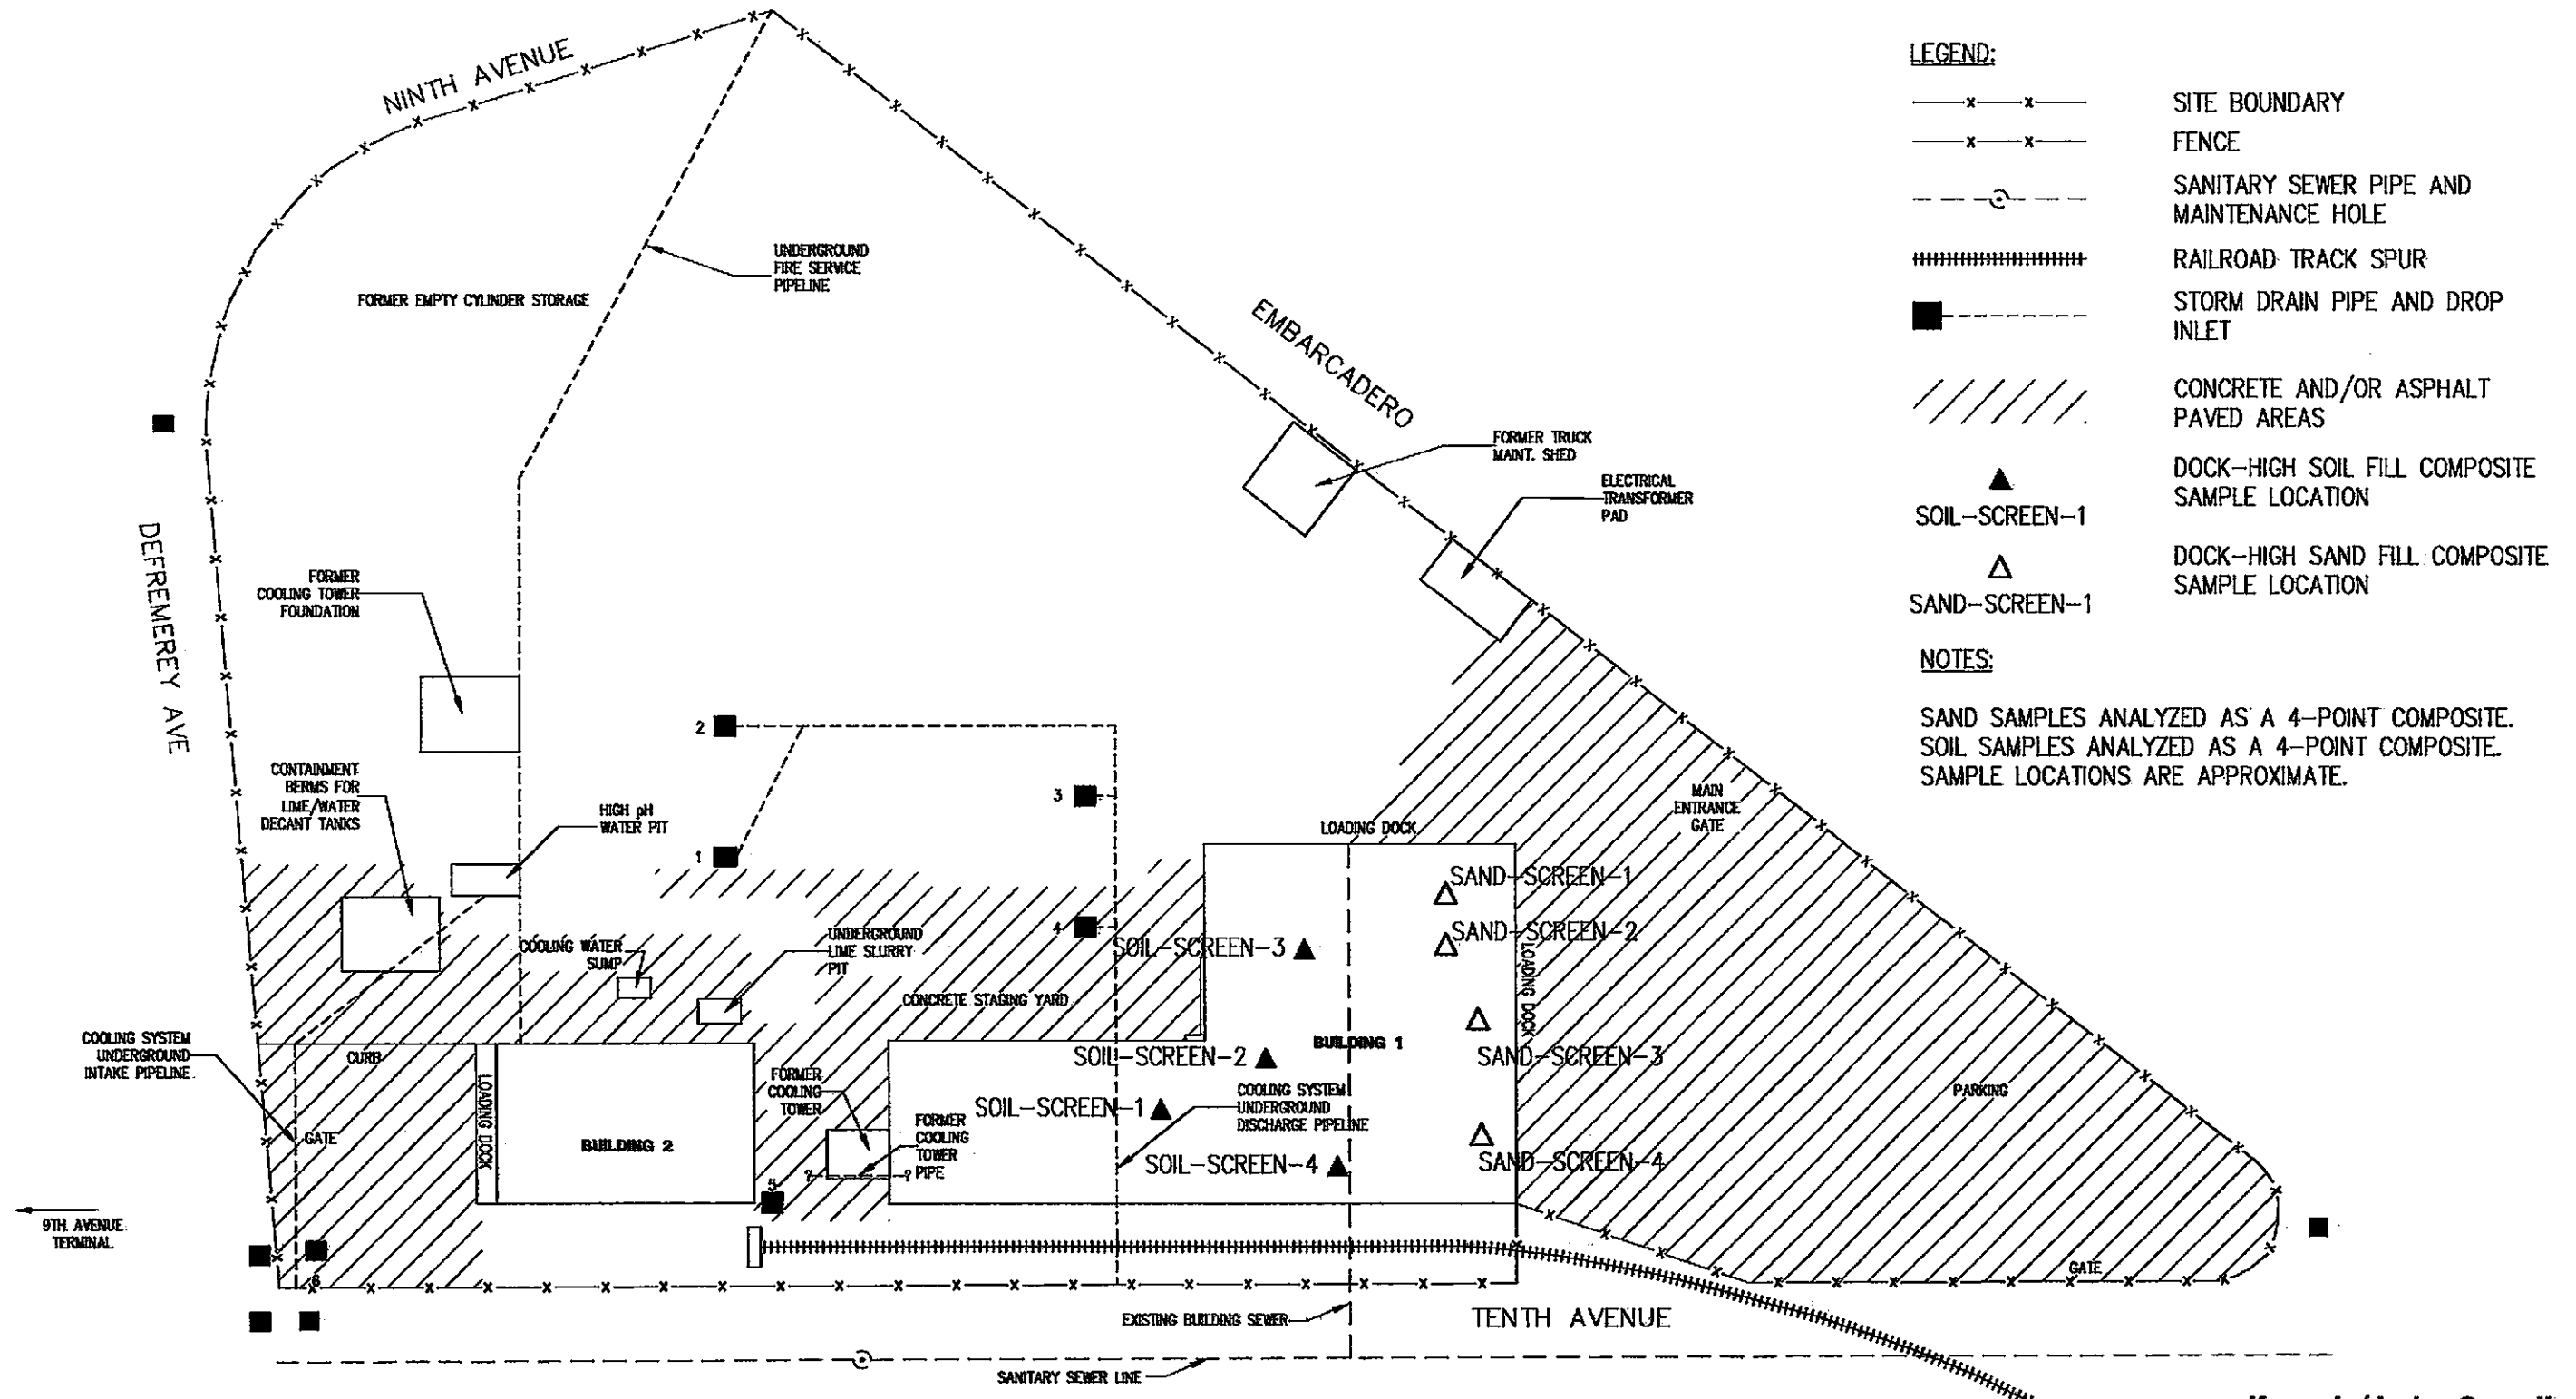 NINTH AVENUE
UNDERGROUND
FIRE SERVICE
PIPELINE
FORMER EMPTY CYLINDER STORAGE
EMBARCADERO
FORMER TRUCK
MAINT. SHED
ELECTRICAL
TRANSFORMER
PAD
DEFREMEREY AVE
FORMER
COOLING TOWER
FOUNDATION
CONTAINMENT
BERMS FOR
LIME/WATER
DECANT TANKS
HIGH pH
WATER PIT
2
1
3
4
LOADING DOCK
MAIN
ENTRANCE
GATE
SAND-SCREEN-1
SAND-SCREEN-2
SOIL-SCREEN-3
COOLING WATER
SUMP
UNDERGROUND
LIME SLURRY
PIT
CONCRETE STAGING YARD
LOADING DOCK
COOLING SYSTEM
UNDERGROUND
INTAKE PIPELINE
CURB
SOIL-SCREEN-2
BUILDING 1
SAND-SCREEN-3
FORMER
COOLING
TOWER
SOIL-SCREEN-1
COOLING SYSTEM
UNDERGROUND
DISCHARGE PIPELINE
PARKING
GATE
LOADING DOCK
BUILDING 2
FORMER
COOLING
TOWER
PIPE
? ?
SOIL-SCREEN-4
SAND-SCREEN-4
5
9TH AVENUE
TERMINAL
6
GATE
EXISTING BUILDING SEWER
TENTH AVENUE
SANITARY SEWER LINE
LEGEND:
SITE BOUNDARY
FENCE
SANITARY SEWER PIPE AND
MAINTENANCE HOLE
RAILROAD TRACK SPUR
STORM DRAIN PIPE AND DROP
INLET
CONCRETE AND/OR ASPHALT
PAVED AREAS
DOCK-HIGH SOIL FILL COMPOSITE
SAMPLE LOCATION
SOIL-SCREEN-1
DOCK-HIGH SAND FILL COMPOSITE
SAMPLE LOCATION
SAND-SCREEN-1
NOTES:
SAND SAMPLES ANALYZED AS A 4-POINT COMPOSITE.
SOIL SAMPLES ANALYZED AS A 4-POINT COMPOSITE.
SAMPLE LOCATIONS ARE APPROXIMATE.